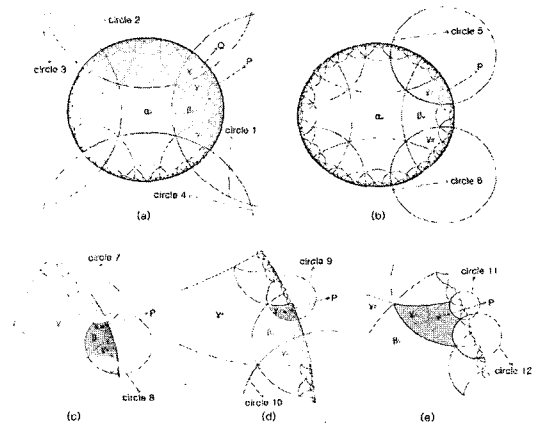 circle 2
circle 3
Q
P
γ
α
β
circle 1
circle 4
(a)
circle 5
P
γ
α
β
γ
circle 6
(b)
circle 7
P
γ
β
circle 8
(c)
circle 9
P
γ
β
γ
circle 10
(d)
circle 11
P
γ
β
circle 12
(e)